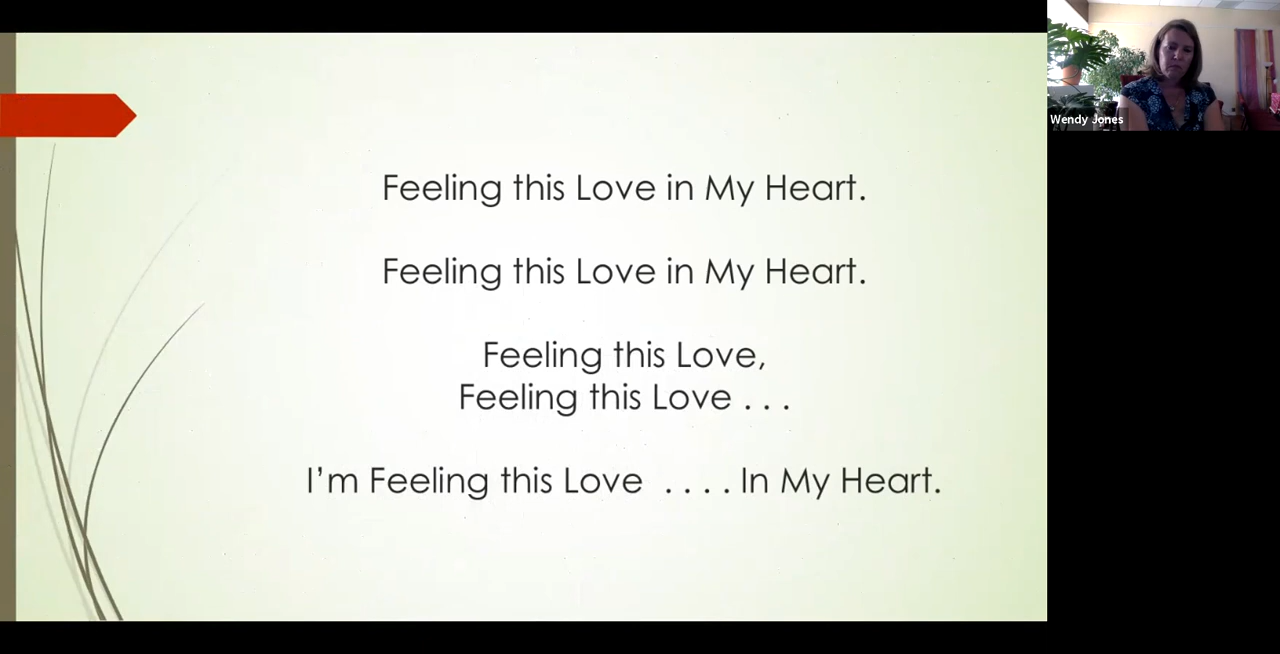 Feeling this Love in My Heart.
Feeling this Love in My Heart.
Feeling this Love,
Feeling this Love . . .
I'm Feeling this Love  . . . . In My Heart.
Wendy Jones